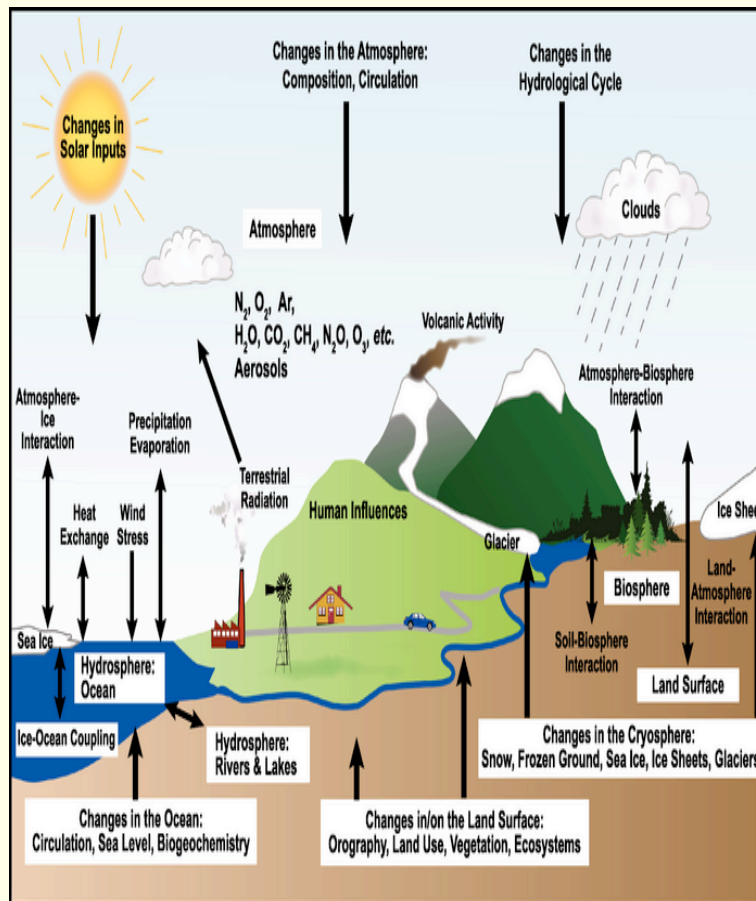 Changes in the Atmosphere:
Composition, Circulation
Changes in the
Hydrological Cycle
Changes in
Solar Inputs
Clouds
Atmosphere
N₂, O₂, Ar,
H₂O, CO₂, CH₄, N₂O, O₃, etc.
Aerosols
Volcanic Activity
Atmosphere-Biosphere
Interaction
Atmosphere-
Ice
Interaction
Precipitation
Evaporation
Terrestrial
Radiation
Human Influences
Ice Shee
Heat
Exchange
Wind
Stress
Glacier
Land-
Atmosphere
Interaction
Biosphere
Soil-Biosphere
Interaction
Sea Ice
Hydrosphere:
Ocean
Land Surface
Ice-Ocean Coupling
Hydrosphere:
Rivers & Lakes
Changes in the Cryosphere:
Snow, Frozen Ground, Sea Ice, Ice Sheets, Glaciers
Changes in the Ocean:
Circulation, Sea Level, Biogeochemistry
Changes in/on the Land Surface:
Orography, Land Use, Vegetation, Ecosystems